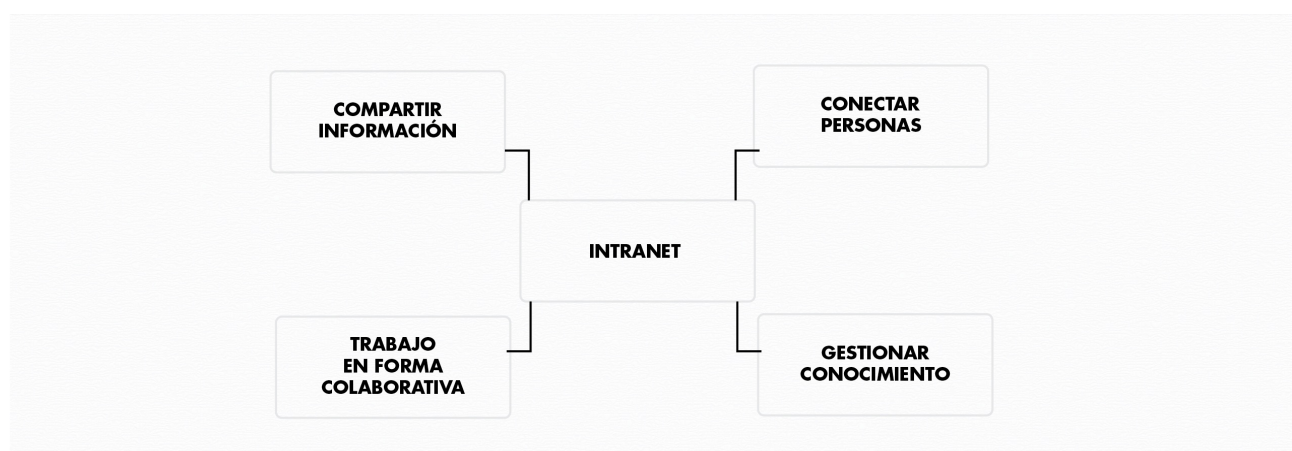 COMPARTIR
INFORMACIÓN
CONECTAR
PERSONAS
INTRANET
TRABAJO
EN FORMA
COLABORATIVA
GESTIONAR
CONOCIMIENTO